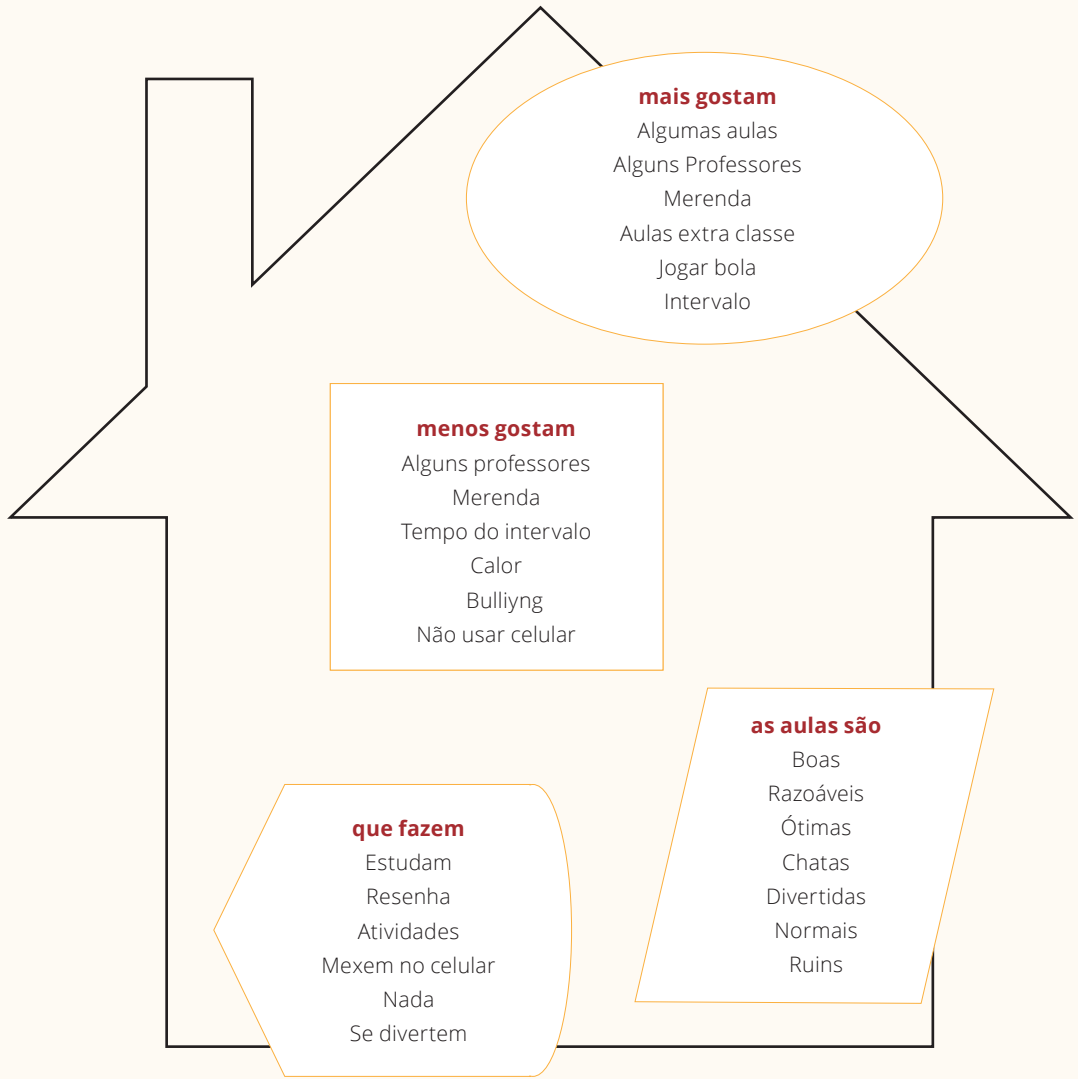 mais gostam
Algumas aulas
Alguns Professores
Merenda
Aulas extra classe
Jogar bola
Intervalo
menos gostam
Alguns professores
Merenda
Tempo do intervalo
Calor
Bulliyng
Não usar celular
as aulas são
Boas
Razoáveis
Ótimas
Chatas
Divertidas
Normais
Ruins
que fazem
Estudam
Resenha
Atividades
Mexem no celular
Nada
Se divertem